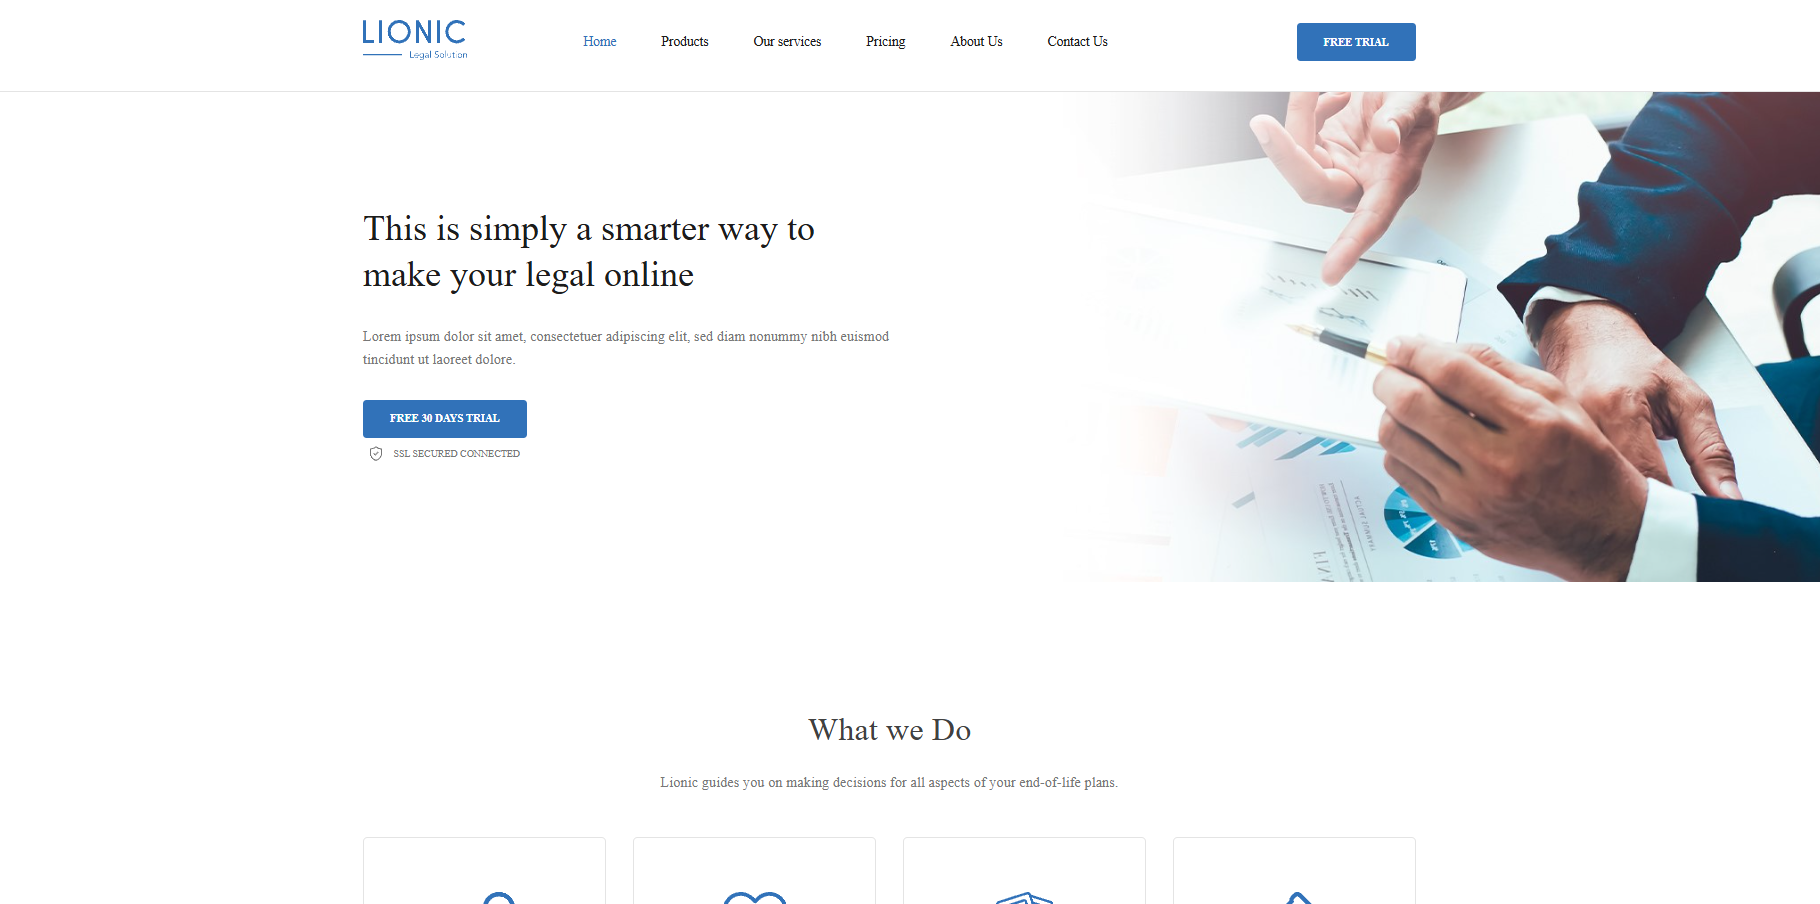 LIONIC
Legal Solution
Home
Products
Our services
Pricing
About Us
Contact Us
FREE TRIAL
This is simply a smarter way to
make your legal online
Lorem ipsum dolor sit amet, consectetuer adipiscing elit, sed diam nonummy nibh euismod
tincidunt ut laoreet dolore.
FREE 30 DAYS TRIAL
SSL SECURED CONNECTED
What we Do
Lionic guides you on making decisions for all aspects of your end-of-life plans.